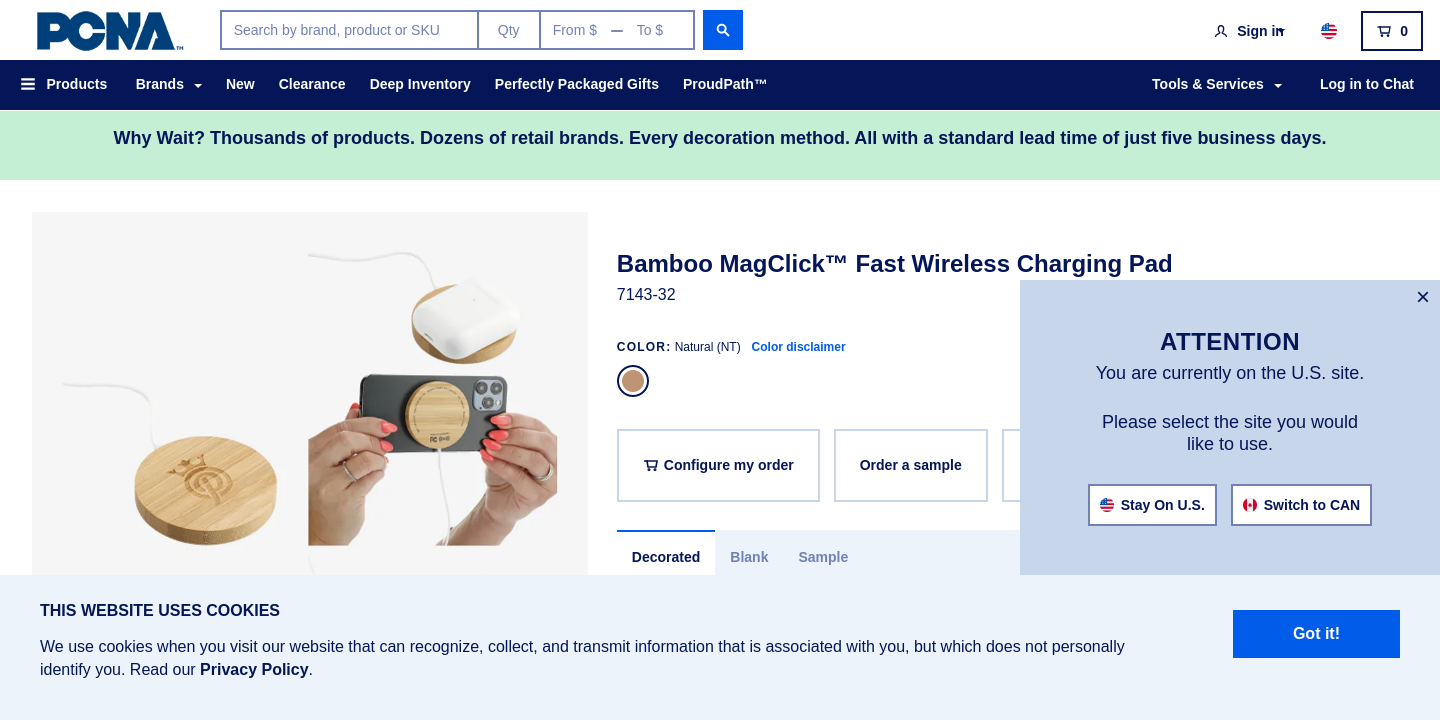 PCNA™
Search by brand, product or SKU
Qty
From $ — To $
Sign in
0
Products
Brands
New
Clearance
Deep Inventory
Perfectly Packaged Gifts
ProudPath™
Tools & Services
Log in to Chat
Why Wait? Thousands of products. Dozens of retail brands. Every decoration method. All with a standard lead time of just five business days.
Bamboo MagClick™ Fast Wireless Charging Pad
7143-32
COLOR: Natural (NT) Color disclaimer
Configure my order
Order a sample
Decorated
Blank
Sample
×
ATTENTION
You are currently on the U.S. site.
Please select the site you would
like to use.
Stay On U.S.
Switch to CAN
THIS WEBSITE USES COOKIES
We use cookies when you visit our website that can recognize, collect, and transmit information that is associated with you, but which does not personally
identify you. Read our Privacy Policy.
Got it!